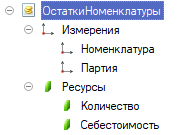 ОстаткиНоменклатуры
Измерения
Номенклатура
Партия
Ресурсы
Количество
Себестоимость